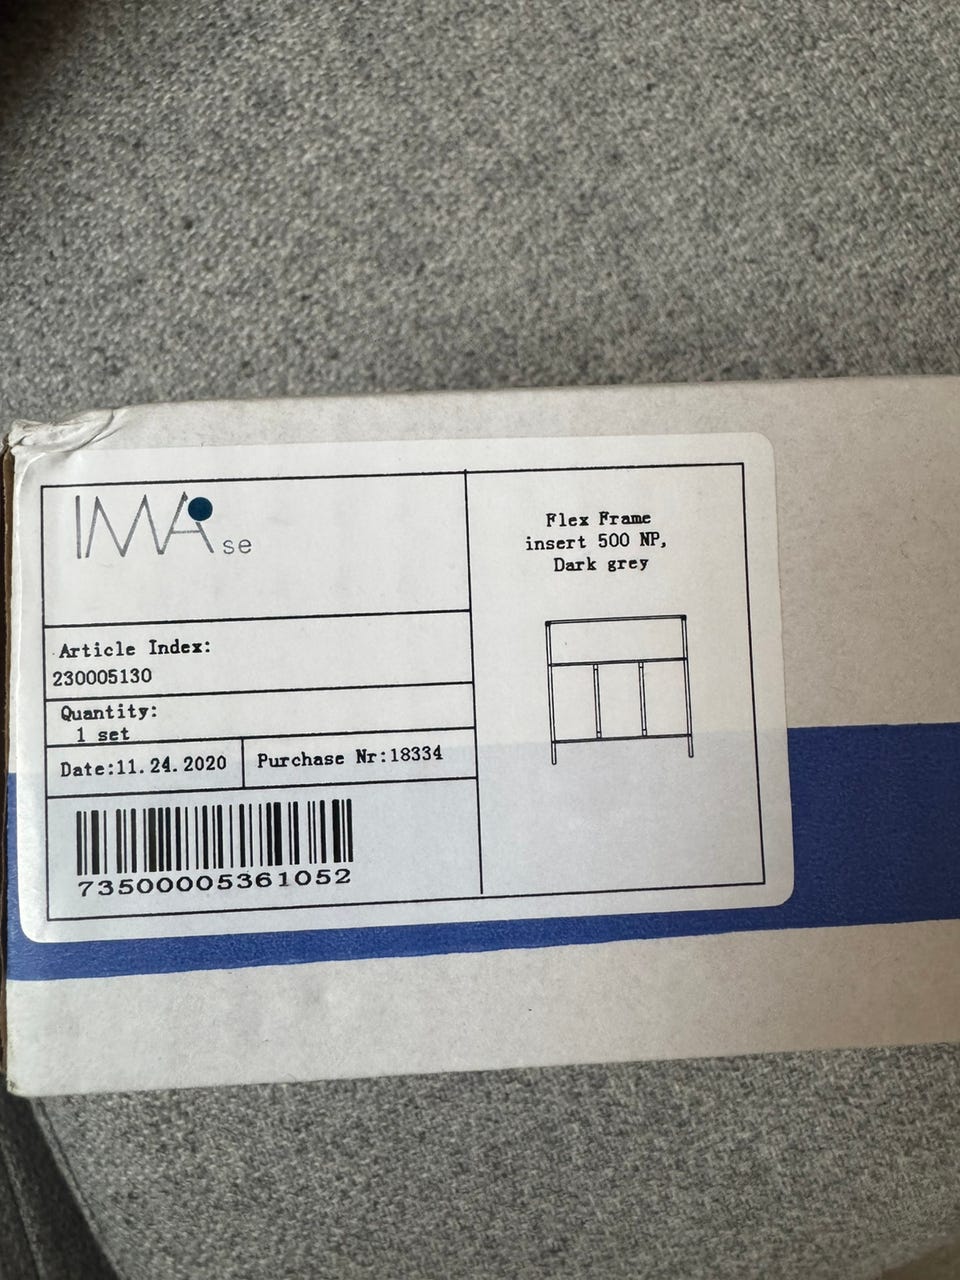 IMA se
Flex Frame
insert 500 NP,
Dark grey
Article Index:
230005130
Quantity:
1 set
Date:11.24.2020
Purchase Nr:18334
73500005361052